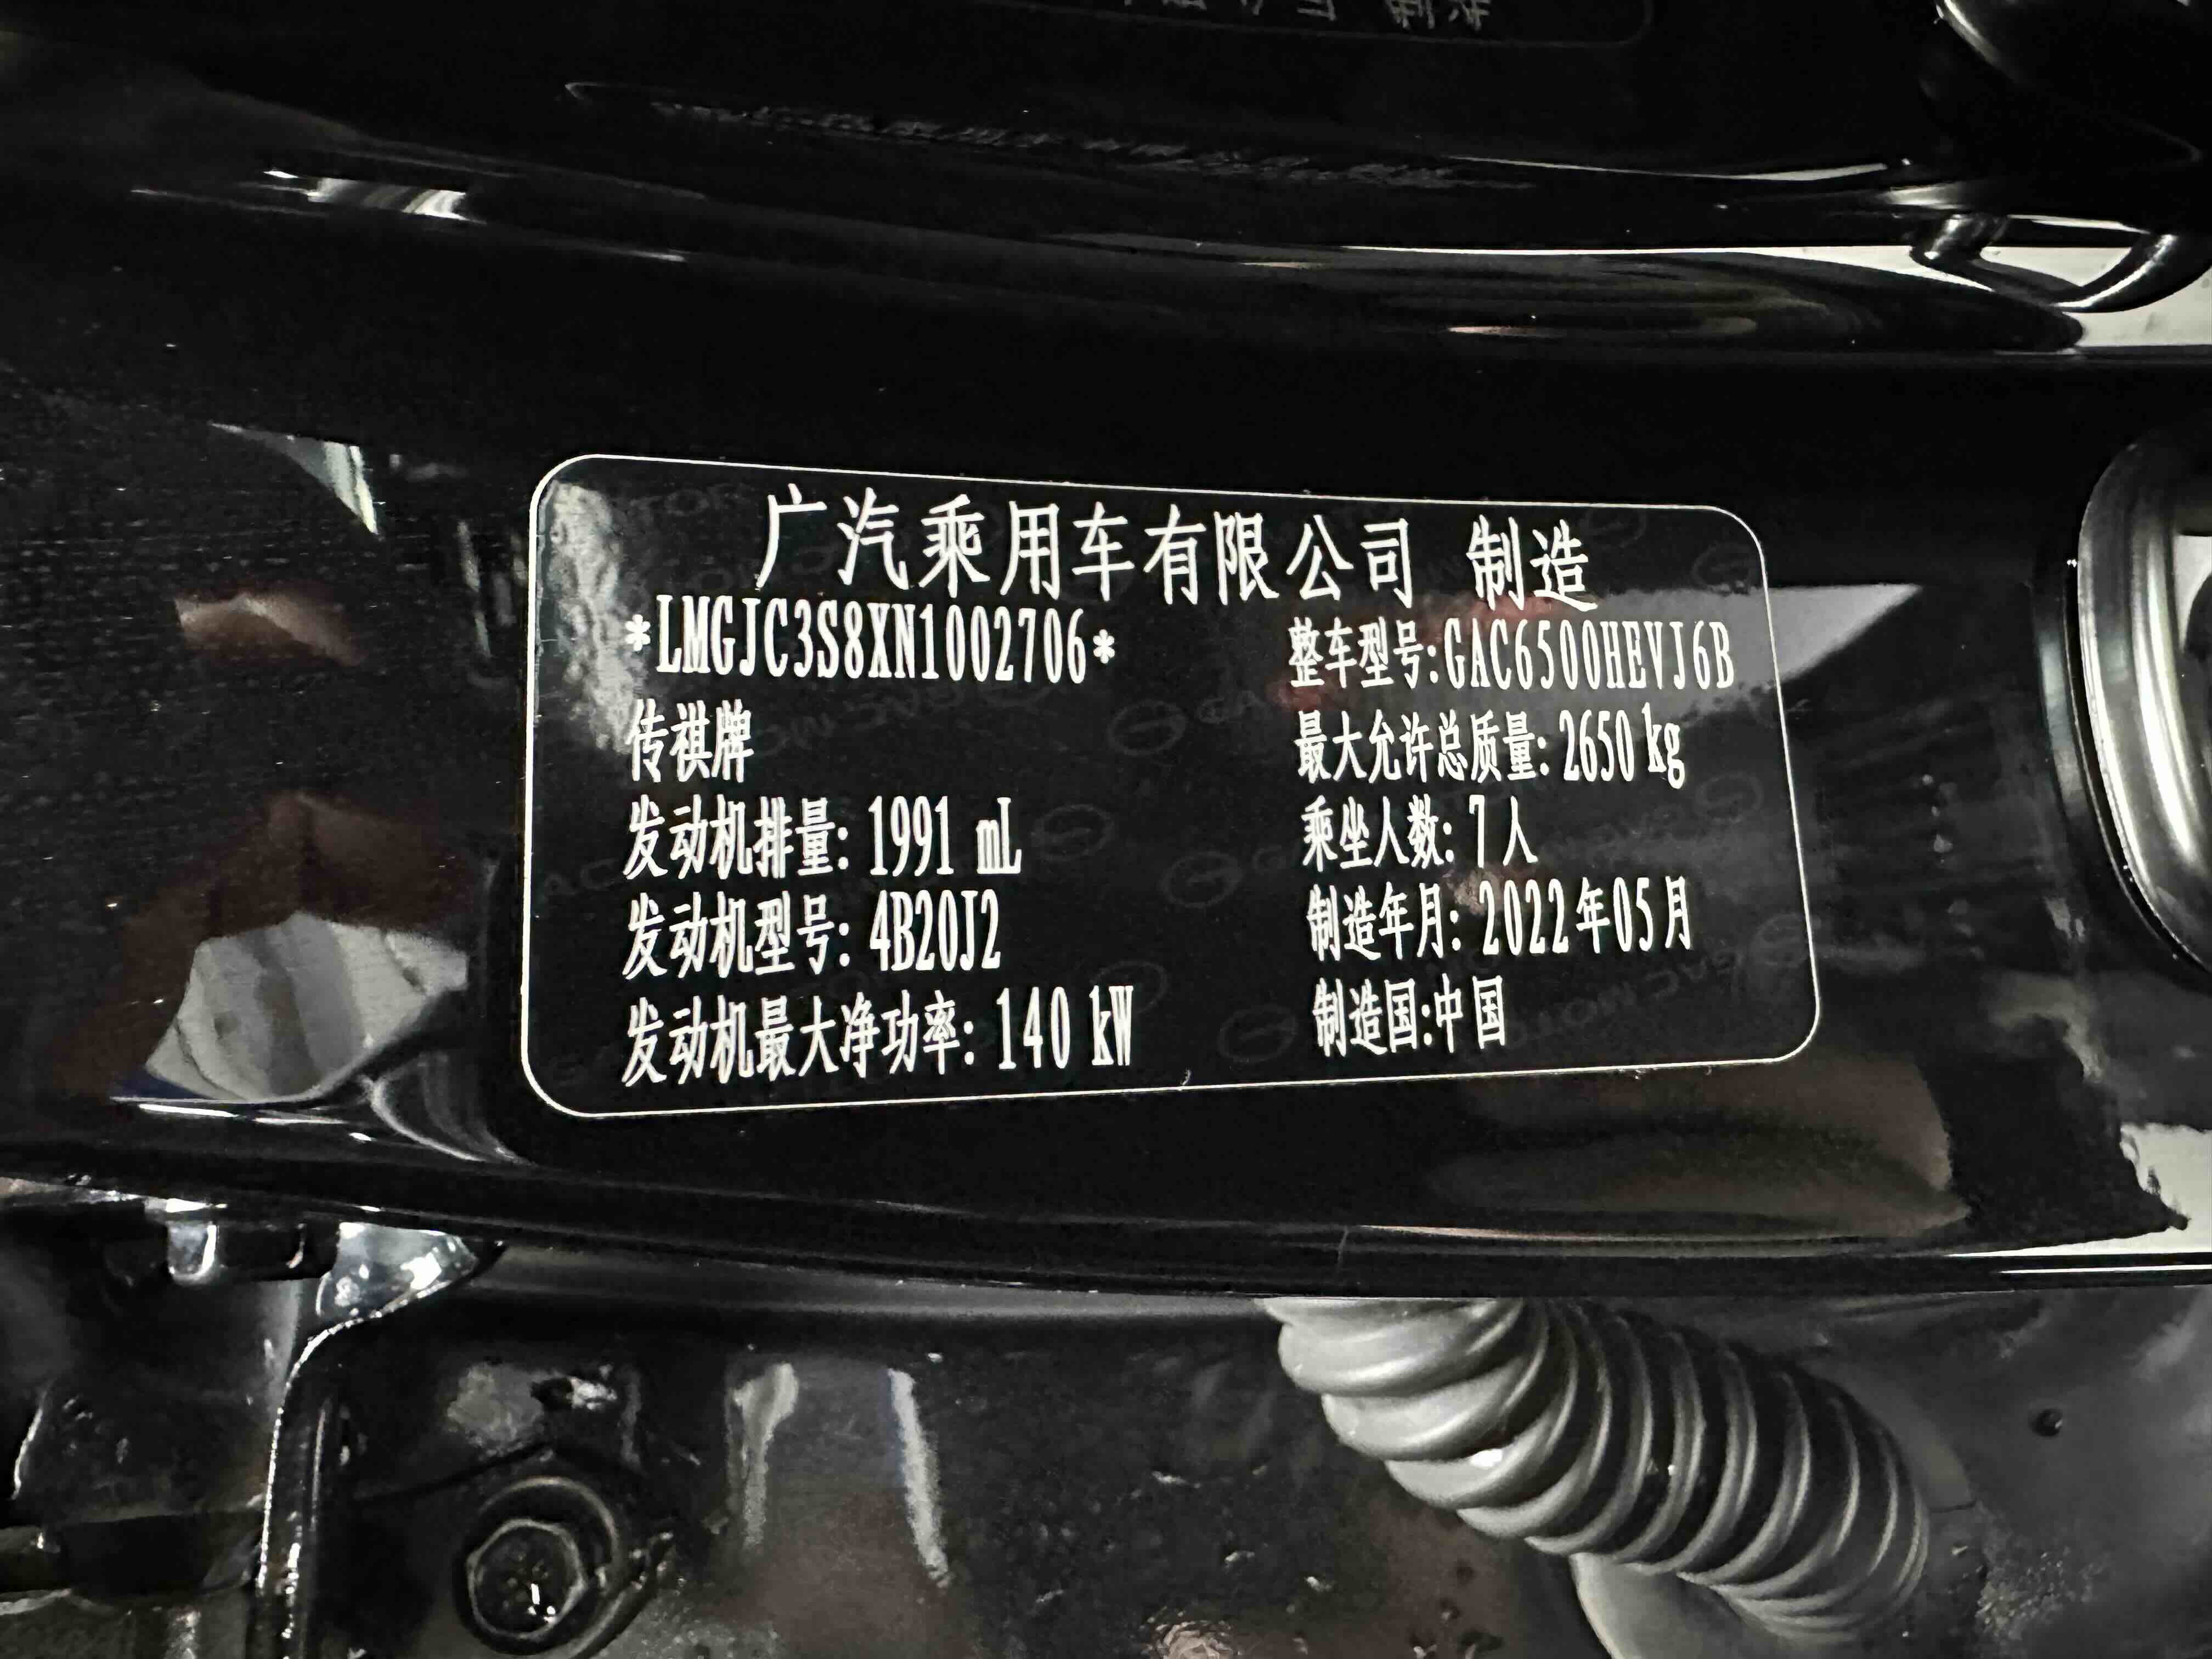 广汽乘用车有限公司 制造
*LMGJC3S8XN1002706*
整车型号:GAC6500HEVJ6B
传祺牌
最大允许总质量: 2650 kg
发动机排量: 1991 mL
乘坐人数: 7人
发动机型号: 4B20J2
制造年月: 2022年05月
发动机最大净功率: 140 kW
制造国:中国